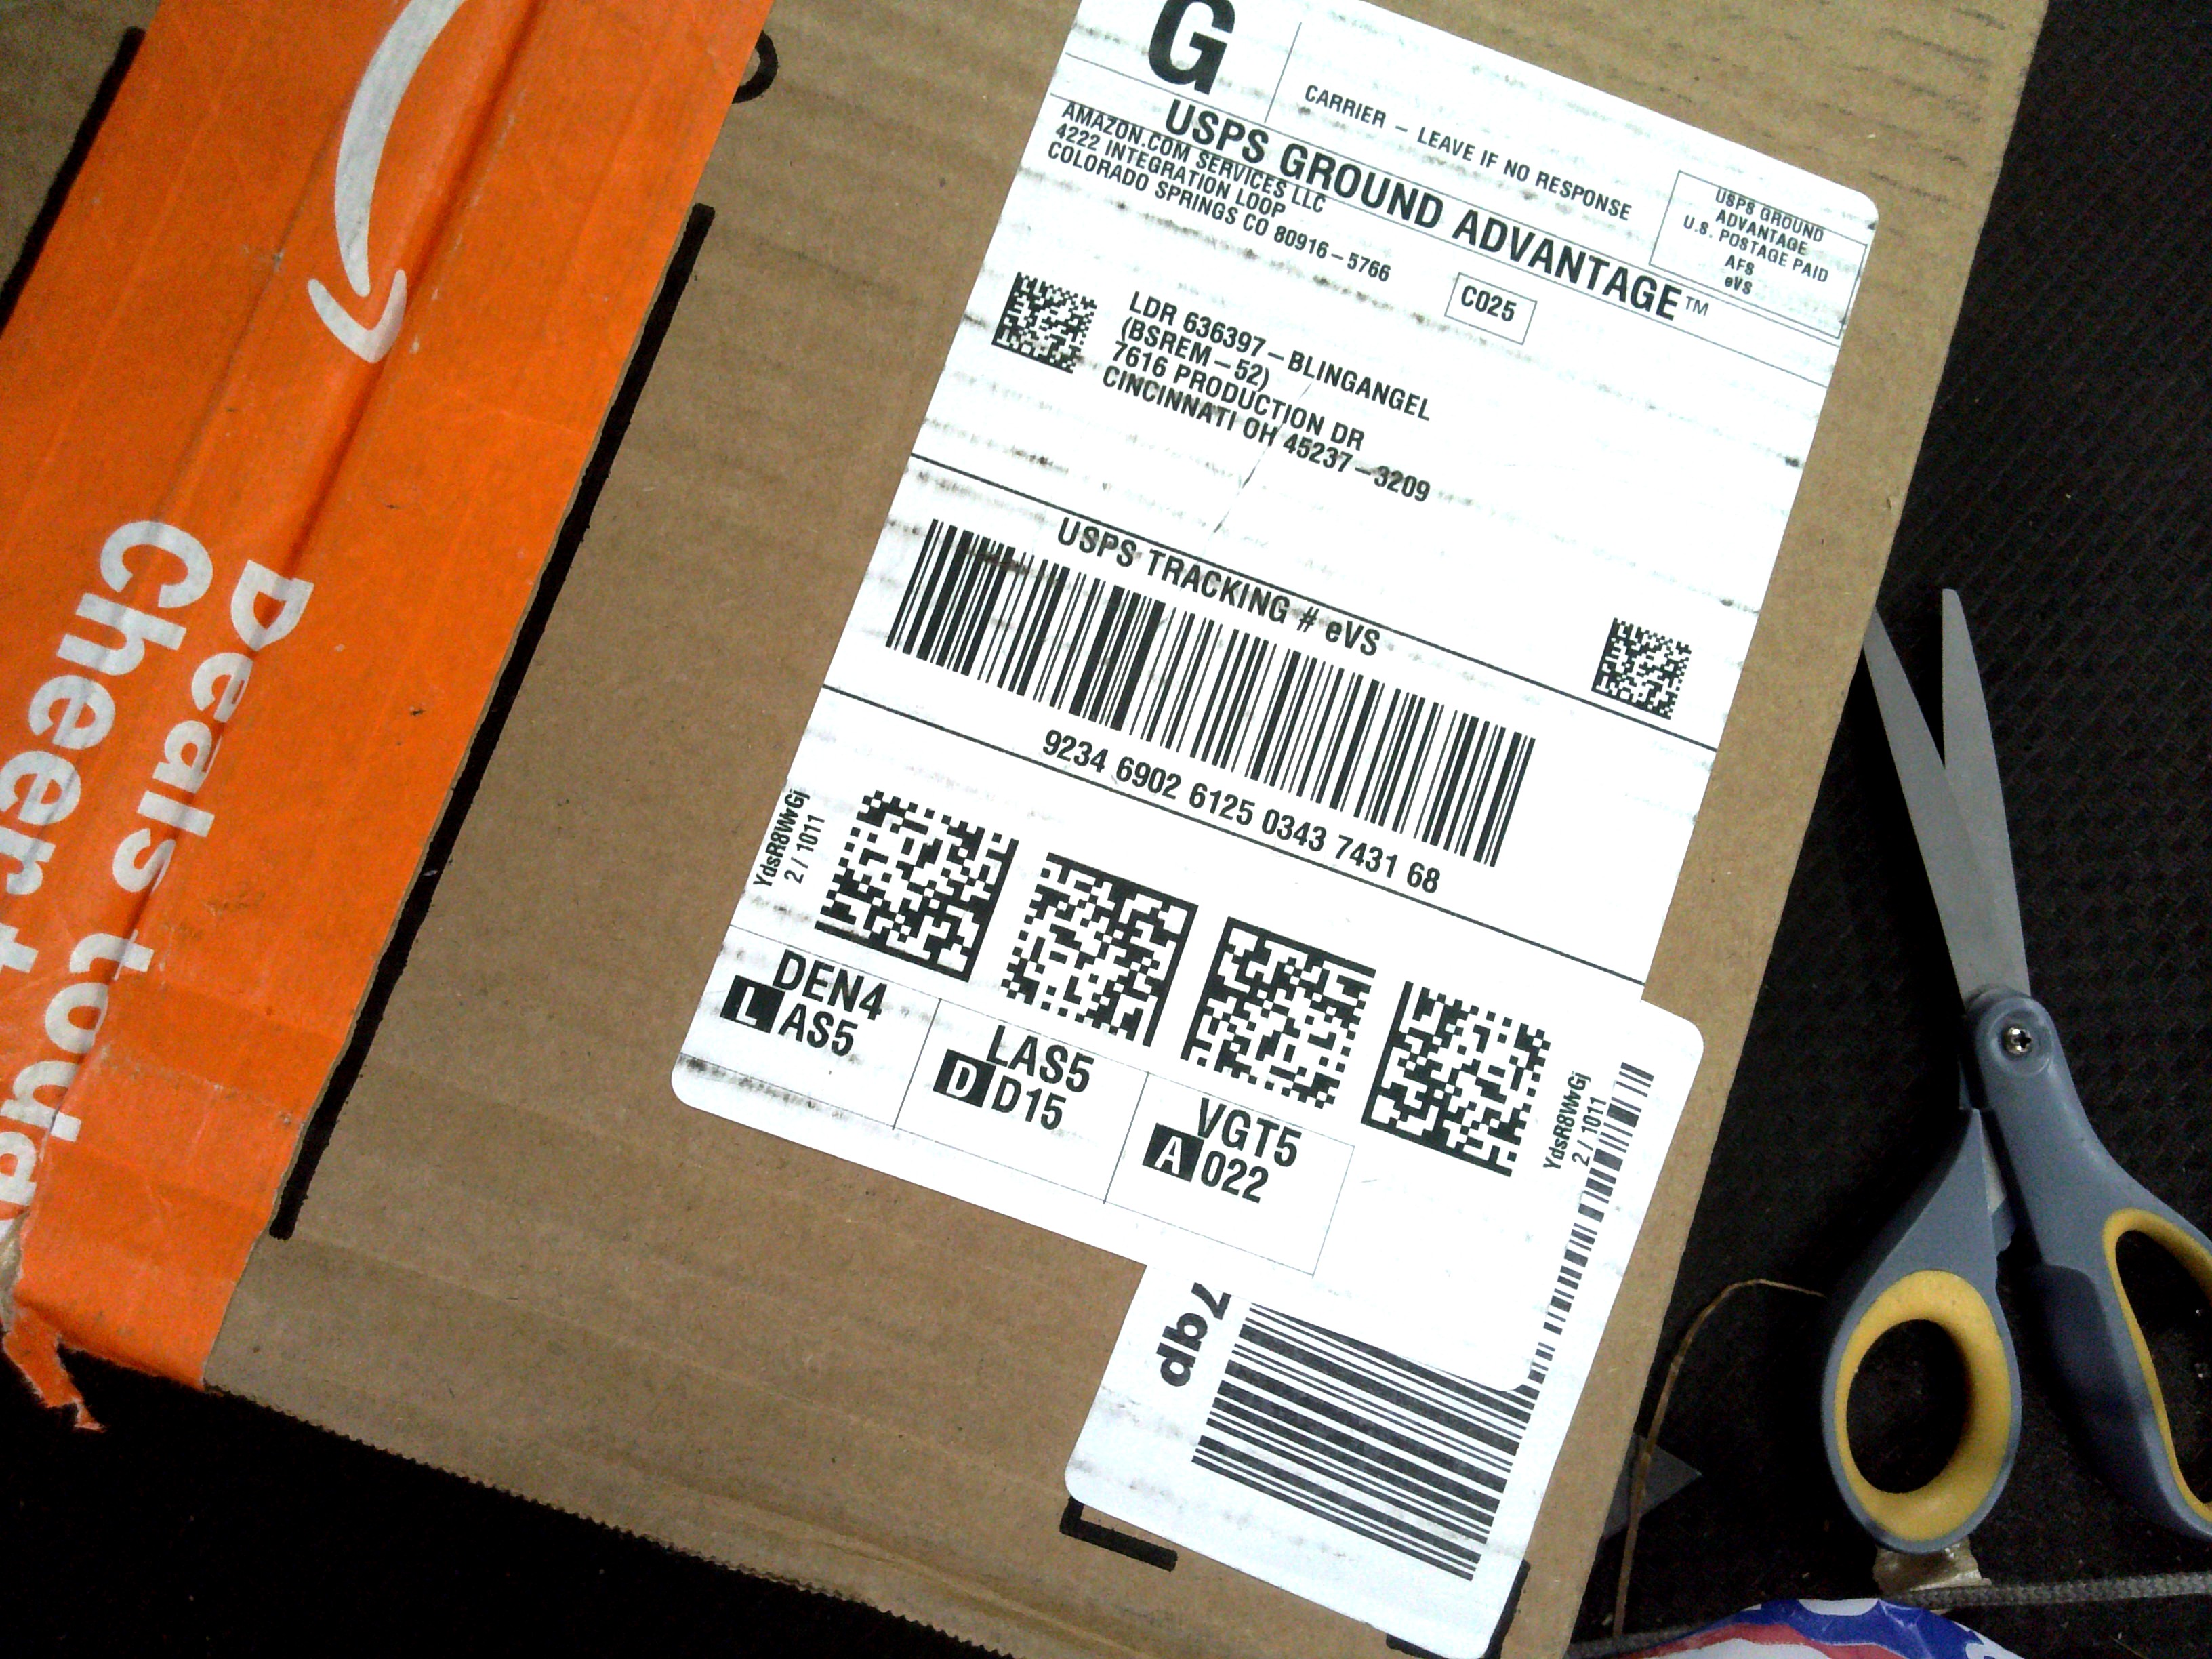 G
CARRIER – LEAVE IF NO RESPONSE
USPS GROUND
ADVANTAGE
U.S. POSTAGE PAID
AFS
eVS
USPS GROUND ADVANTAGE™
AMAZON.COM SERVICES LLC
4222 INTEGRATION LOOP
COLORADO SPRINGS CO 80916–5766
C025
LDR 636397–BLINGANGEL
(BSREM–52)
7616 PRODUCTION DR
CINCINNATI OH 45237–3209
USPS TRACKING # eVS
9234 6902 6125 0343 7431 68
YdsR8WvGj
2 / 1011
DEN4
L AS5
LAS5
D D15
VGT5
A 022
YdsR8WvGj
2 / 1011
7qp
Deals to
Cheer